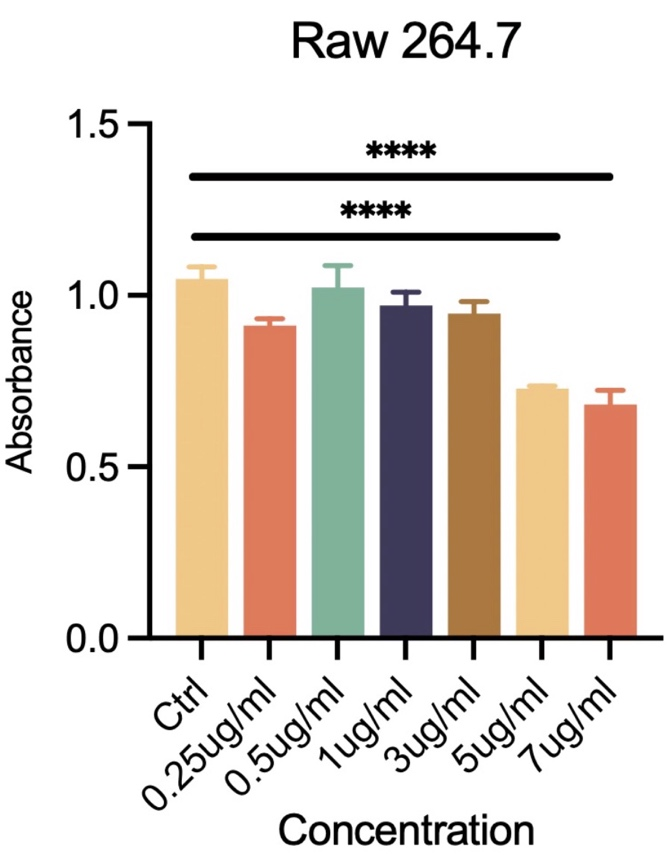 Raw 264.7
1.5
****
****
1.0
0.5
0.0
Absorbance
Ctrl
0.25ug/ml
0.5ug/ml
1ug/ml
3ug/ml
5ug/ml
7ug/ml
Concentration